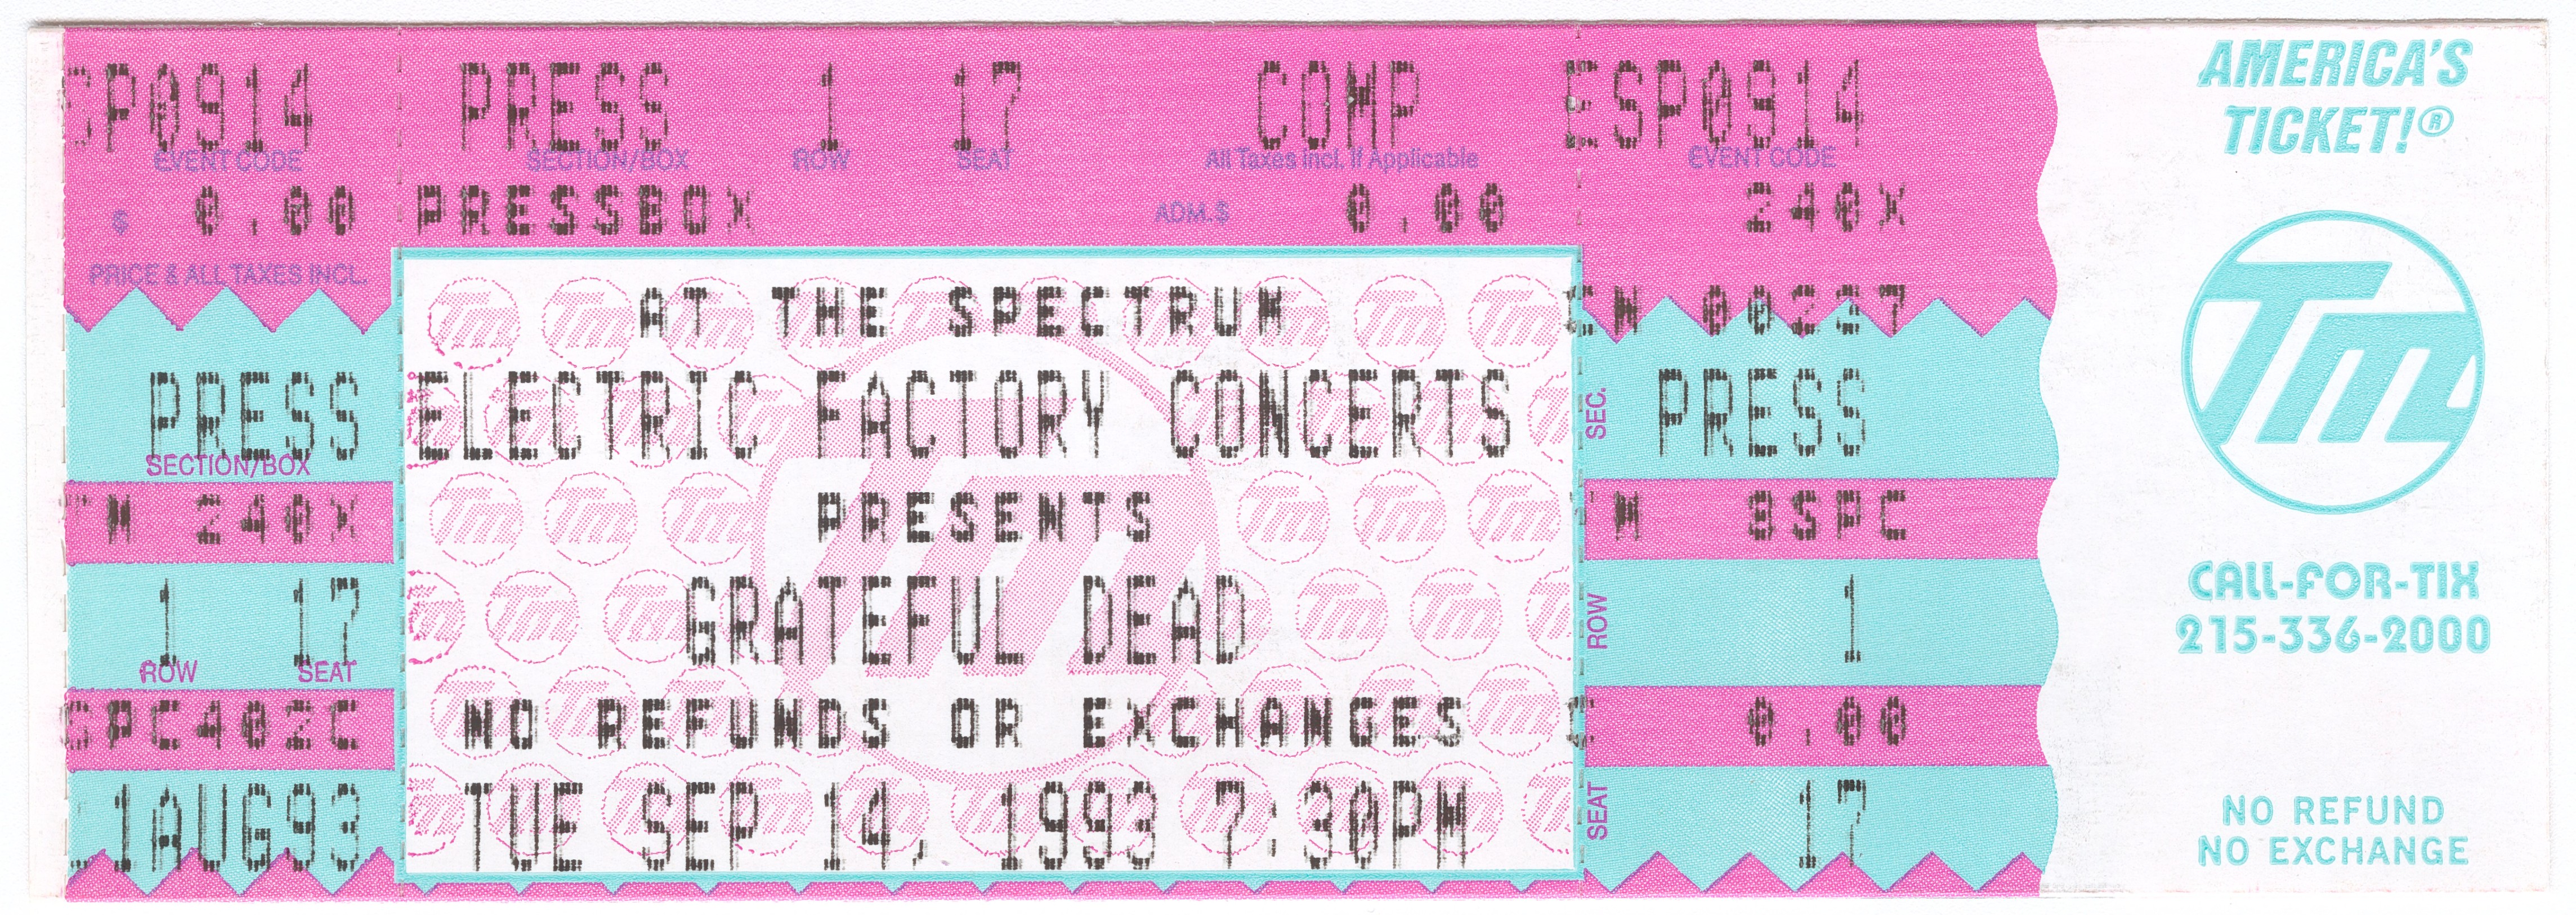 CP0914 PRESS 1 17 COMP ESP0914
EVENT CODE SECTION/BOX ROW SEAT All Taxes Incl. If Applicable EVENT CODE
$ 0.00 PRESSBOX ADM.$ 0.00 240X
PRICE & ALL TAXES INCL.
AT THE SPECTRUM
CN 00237
PRESS
SECTION/BOX
ELECTRIC FACTORY CONCERTS
SEC. PRESS
M 240X
PRESENTS
M 8SPC
1 17
ROW SEAT
GRATEFUL DEAD
ROW 1
SPC402C
NO REFUNDS OR EXCHANGES
0.00
1AUG93
TUE SEP 14, 1993 7:30PM
SEAT 17
AMERICA'S
TICKET!®
Tm
CALL-FOR-TIX
215-336-2000
NO REFUND
NO EXCHANGE